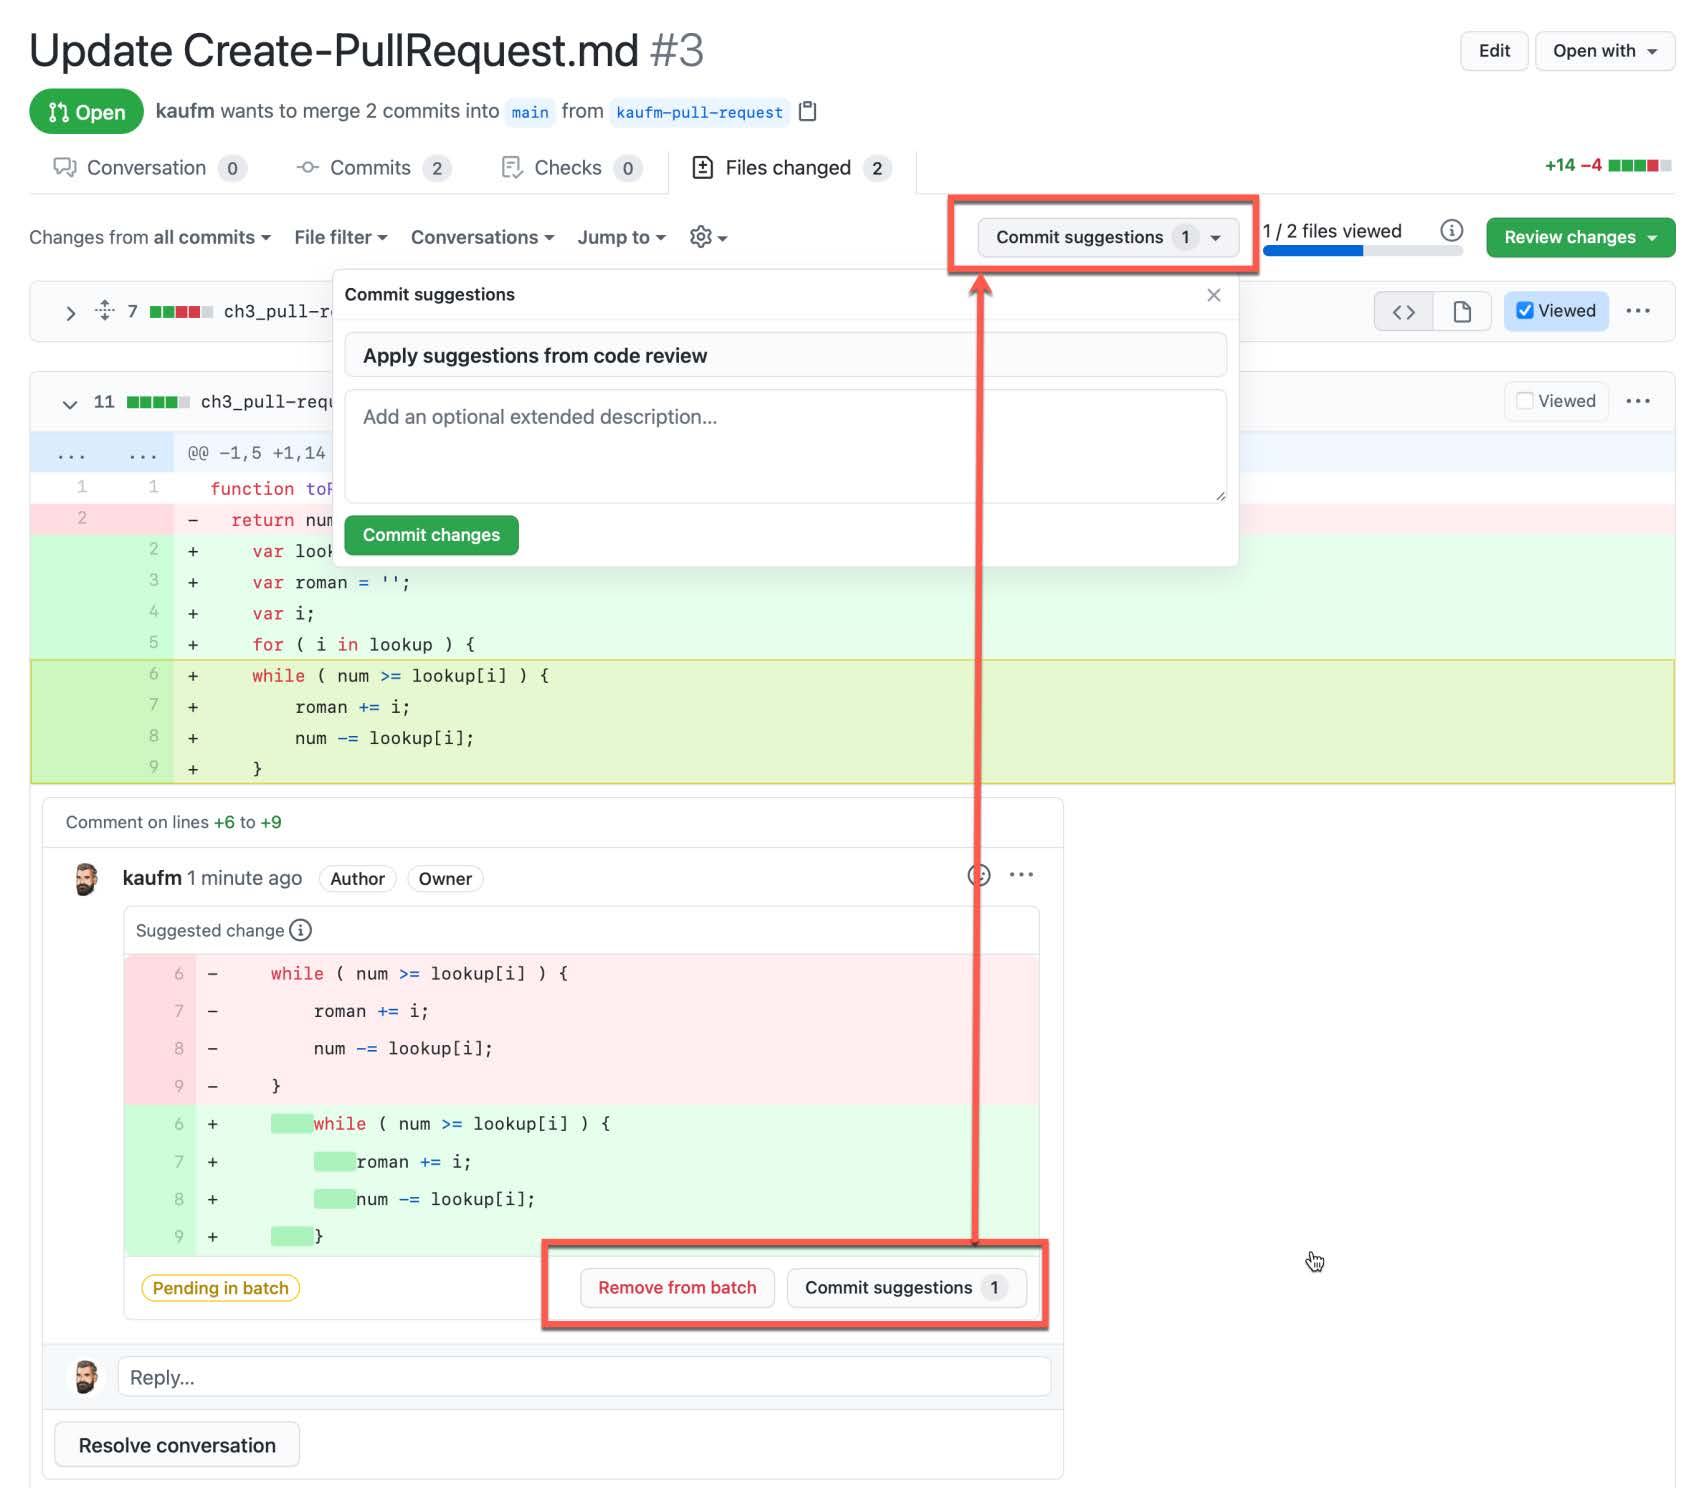 Update Create-PullRequest.md #3
Edit
Open with
Open
kaufm wants to merge 2 commits into main from kaufm-pull-request
Conversation 0
Commits 2
Checks 0
Files changed 2
+14 −4
Changes from all commits
File filter
Conversations
Jump to
Commit suggestions 1
1 / 2 files viewed
Review changes
7 ch3_pull-r
Viewed
Commit suggestions
Apply suggestions from code review
Add an optional extended description...
Commit changes
11 ch3_pull-requ
Viewed
... ... @@ −1,5 +1,14
1 1 function to
2 − return num
2 + var look
3 + var roman = '';
4 + var i;
5 + for ( i in lookup ) {
6 + while ( num >= lookup[i] ) {
7 + roman += i;
8 + num −= lookup[i];
9 + }
Comment on lines +6 to +9
kaufm 1 minute ago Author Owner
Suggested change
6 − while ( num >= lookup[i] ) {
7 − roman += i;
8 − num −= lookup[i];
9 − }
6 + while ( num >= lookup[i] ) {
7 + roman += i;
8 + num −= lookup[i];
9 + }
Pending in batch
Remove from batch
Commit suggestions 1
Reply...
Resolve conversation